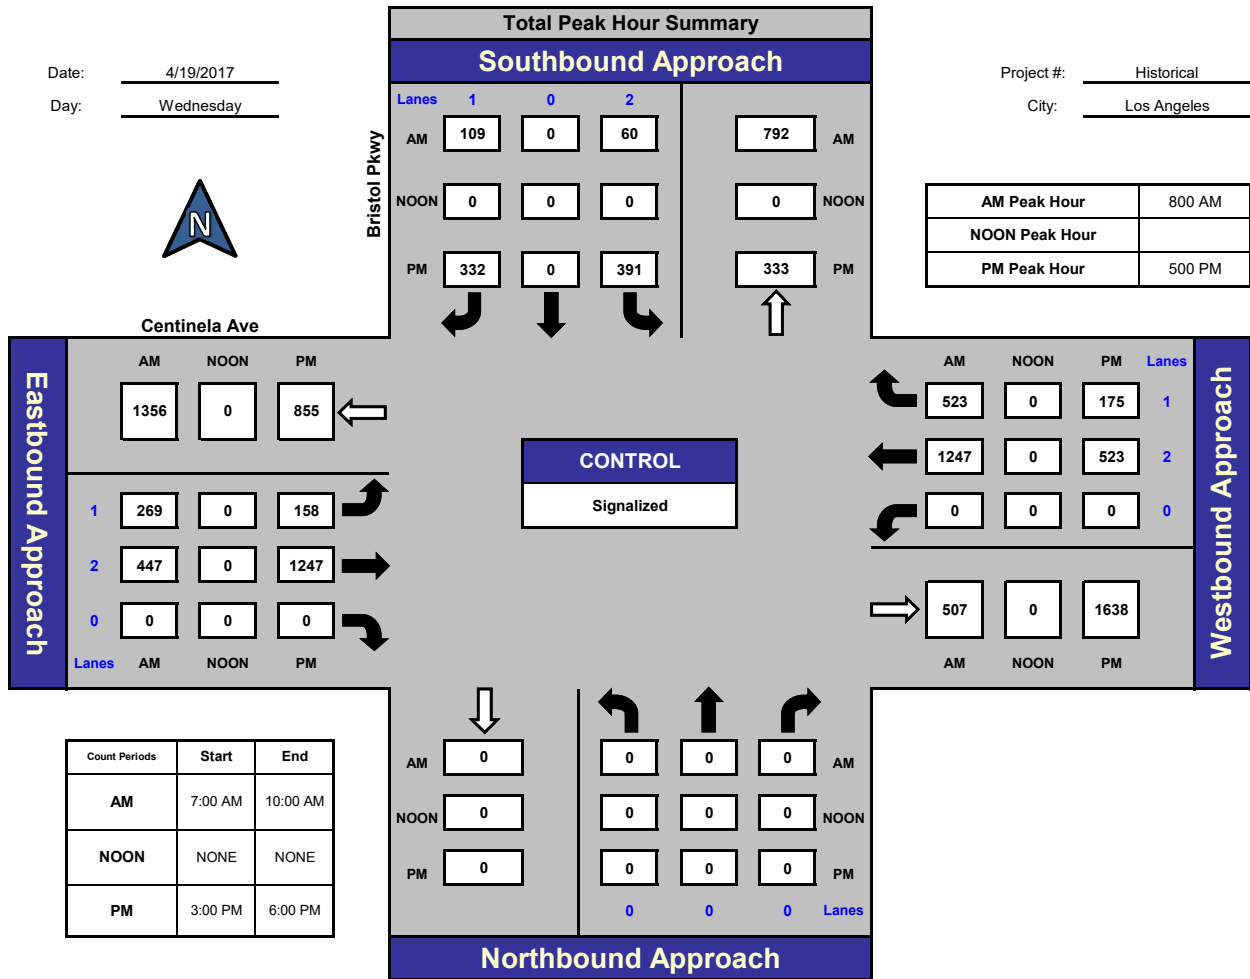 Total Peak Hour Summary
Southbound Approach
Date: 4/19/2017
Day: Wednesday
Project #: Historical
City: Los Angeles
N
Bristol Pkwy
Lanes 1 0 2
AM 109 0 60 792 AM
NOON 0 0 0 0 NOON
PM 332 0 391 333 PM
AM Peak Hour 800 AM
NOON Peak Hour
PM Peak Hour 500 PM
Centinela Ave
Eastbound Approach
AM NOON PM
1356 0 855
1 269 0 158
2 447 0 1247
0 0 0 0
Lanes AM NOON PM
CONTROL
Signalized
AM NOON PM Lanes
523 0 175 1
1247 0 523 2
0 0 0 0
507 0 1638
AM NOON PM
Westbound Approach
Count Periods Start End
AM 7:00 AM 10:00 AM
NOON NONE NONE
PM 3:00 PM 6:00 PM
AM 0 0 0 0 AM
NOON 0 0 0 0 NOON
PM 0 0 0 0 PM
0 0 0 Lanes
Northbound Approach